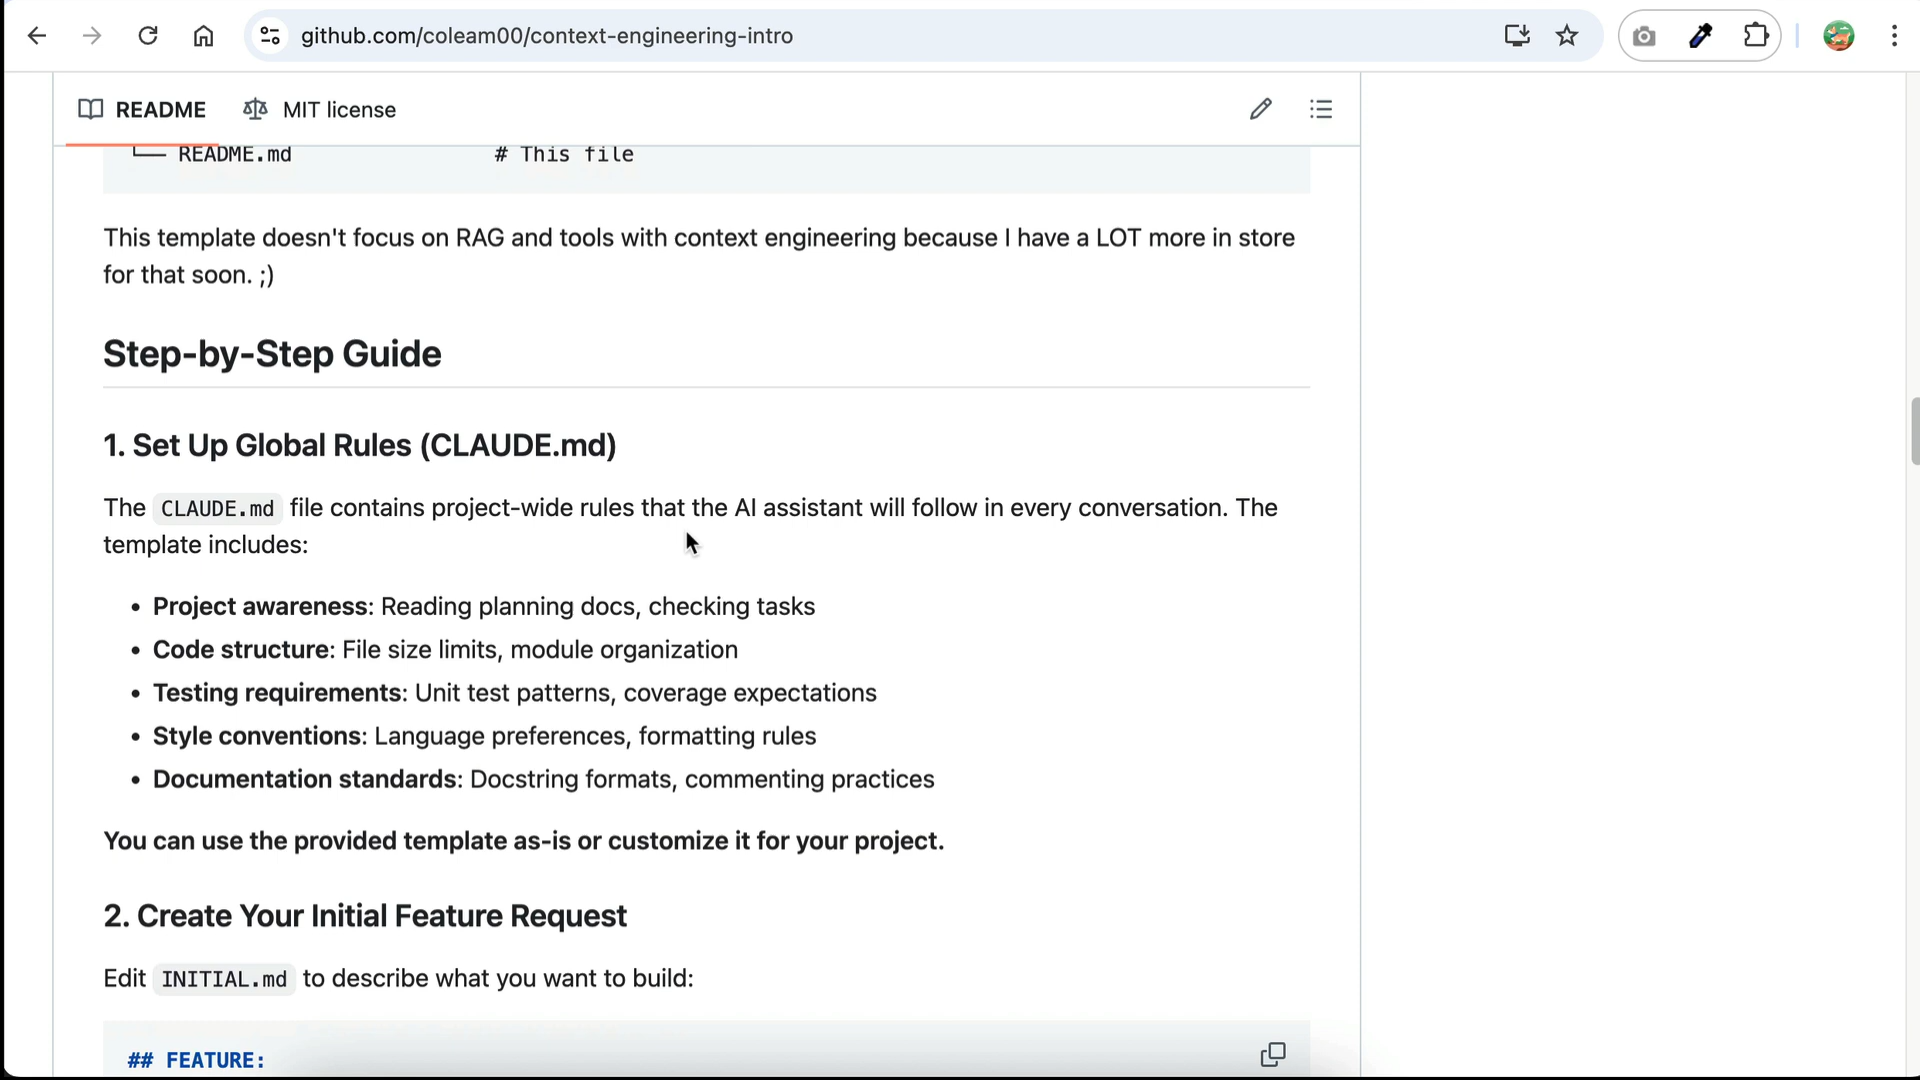 github.com/coleam00/context-engineering-intro
README
MIT license
└── README.md # This file
This template doesn't focus on RAG and tools with context engineering because I have a LOT more in store
for that soon. ;)
Step-by-Step Guide
1. Set Up Global Rules (CLAUDE.md)
The CLAUDE.md file contains project-wide rules that the AI assistant will follow in every conversation. The
template includes:
• Project awareness: Reading planning docs, checking tasks
• Code structure: File size limits, module organization
• Testing requirements: Unit test patterns, coverage expectations
• Style conventions: Language preferences, formatting rules
• Documentation standards: Docstring formats, commenting practices
You can use the provided template as-is or customize it for your project.
2. Create Your Initial Feature Request
Edit INITIAL.md to describe what you want to build:
## FEATURE: